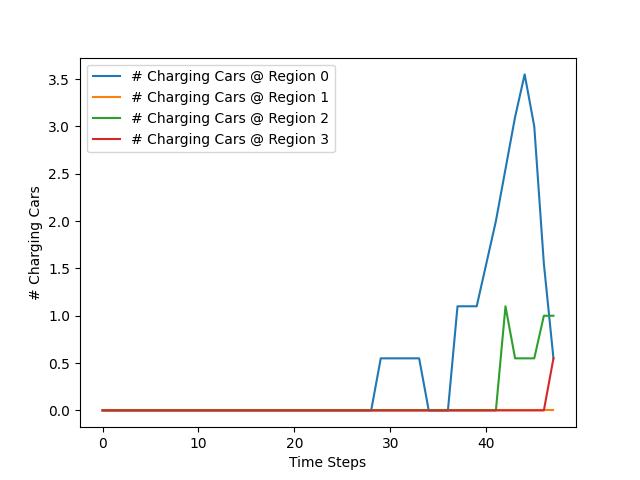 # Charging Cars @ Region 0
# Charging Cars @ Region 1
# Charging Cars @ Region 2
# Charging Cars @ Region 3
3.5
3.0
2.5
2.0
1.5
1.0
0.5
0.0
# Charging Cars
0 10 20 30 40
Time Steps